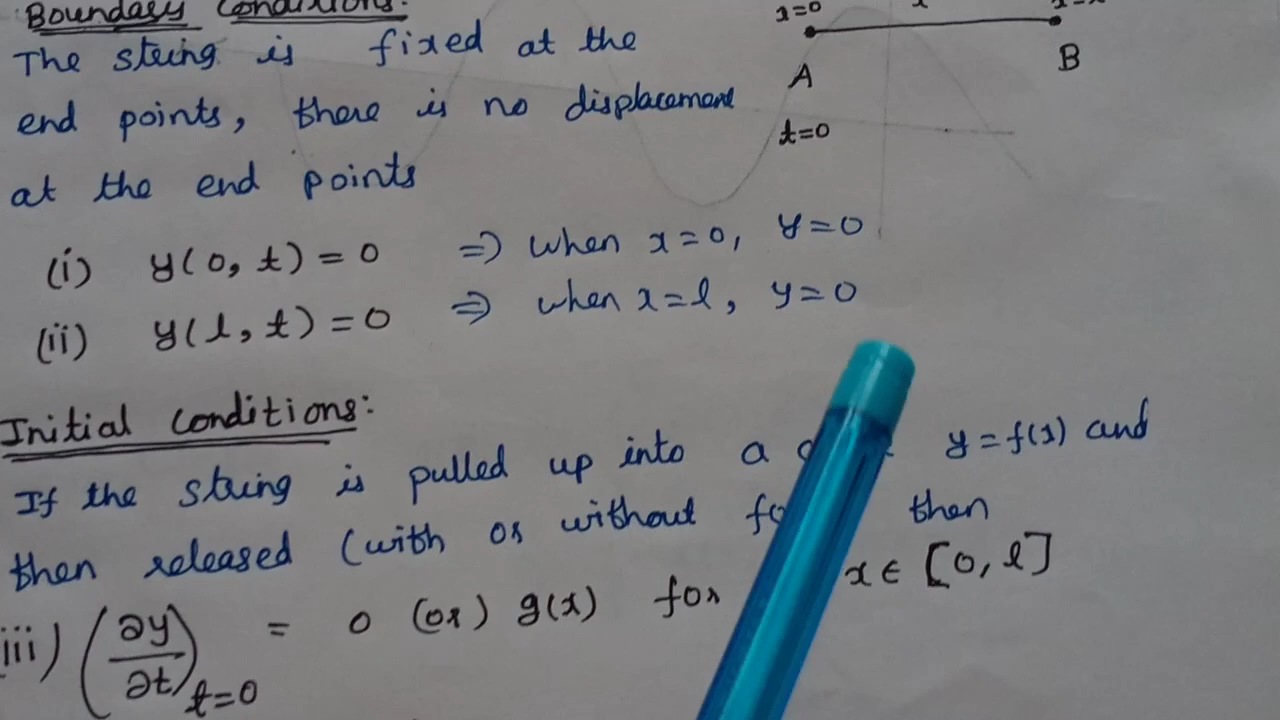 Boundary Conditions:
The string is fixed at the
end points, there is no displacement
at the end points
x=0
A
B
t=0
(i) y(0, t) = 0 => when x=0, y=0
(ii) y(l, t) = 0 => when x=l, y=0
Initial Conditions:
If the string is pulled up into a y = f(x) and
then released (with or without then
iii) (∂y/∂t)t=0 = 0 (or) g(x) for x ∈ [0, l]